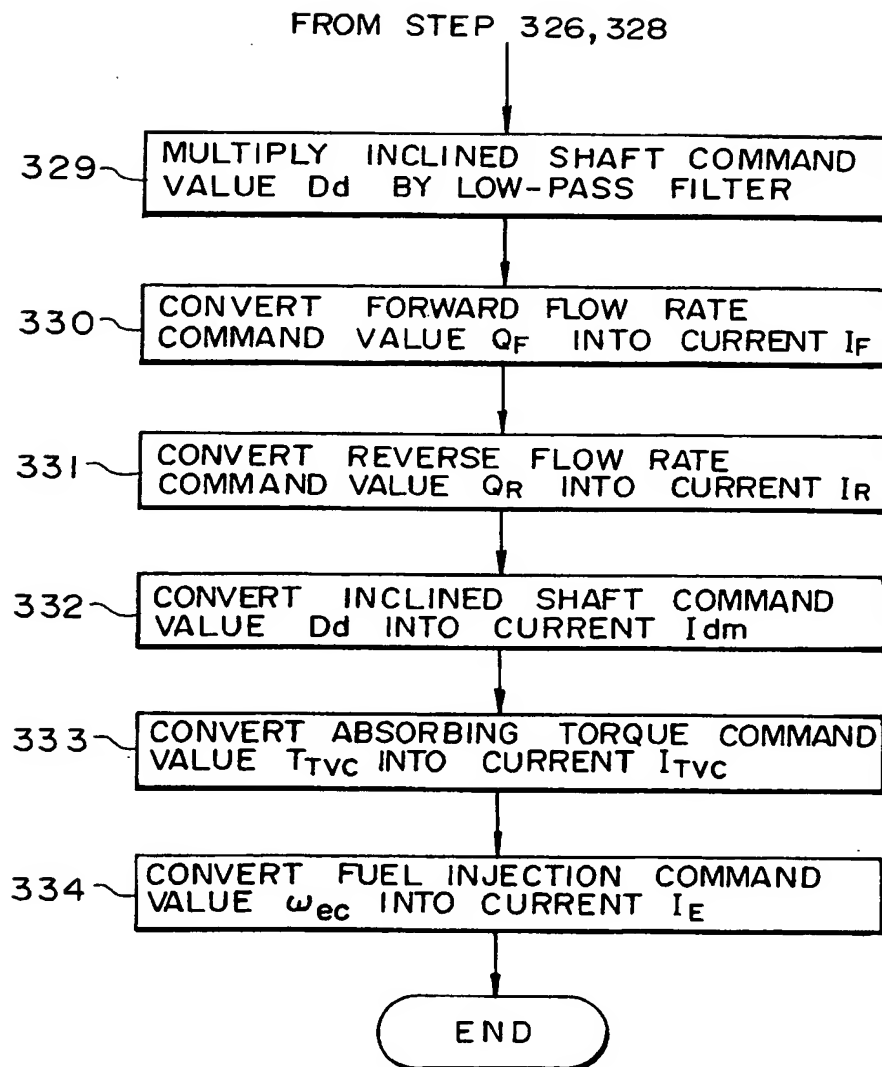 FROM STEP 326, 328
329 MULTIPLY INCLINED SHAFT COMMAND
VALUE Dd BY LOW-PASS FILTER
330 CONVERT FORWARD FLOW RATE
COMMAND VALUE QF INTO CURRENT IF
331 CONVERT REVERSE FLOW RATE
COMMAND VALUE QR INTO CURRENT IR
332 CONVERT INCLINED SHAFT COMMAND
VALUE Dd INTO CURRENT Idm
333 CONVERT ABSORBING TORQUE COMMAND
VALUE TTVC INTO CURRENT ITVC
334 CONVERT FUEL INJECTION COMMAND
VALUE ωec INTO CURRENT IE
END